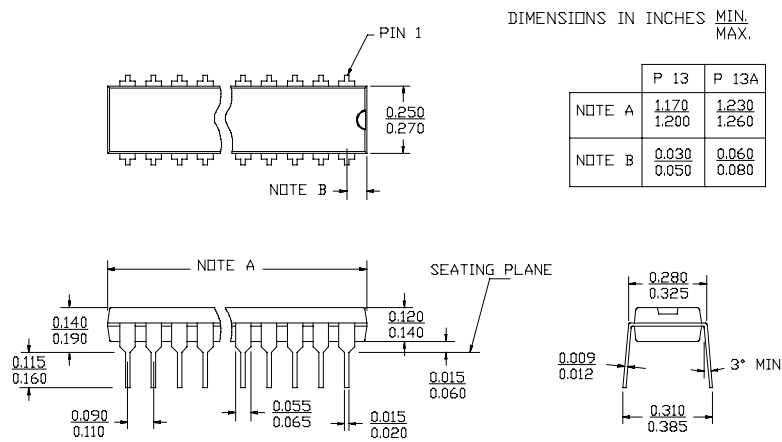 DIMENSIONS IN INCHES MIN.
MAX.
PIN 1
P 13 P 13A
NOTE A 1.170 1.230
1.200 1.260
NOTE B 0.030 0.060
0.050 0.080
0.250
0.270
NOTE B
NOTE A
SEATING PLANE
0.280
0.325
0.140
0.190
0.120
0.140
0.115
0.160
0.015
0.060
0.009
0.012
3° MIN
0.090
0.110
0.055
0.065
0.015
0.020
0.310
0.385